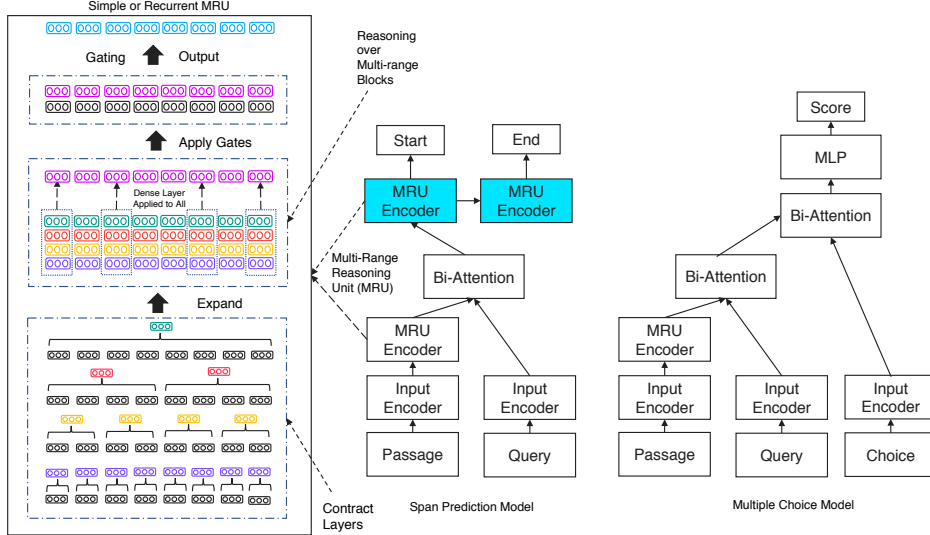 Simple or Recurrent MRU
Gating
Output
Apply Gates
Dense Layer
Applied to All
Expand
Reasoning
over
Multi-range
Blocks
Multi-Range
Reasoning
Unit (MRU)
Contract
Layers
Start
End
MRU
Encoder
MRU
Encoder
Bi-Attention
MRU
Encoder
Input
Encoder
Input
Encoder
Passage
Query
Span Prediction Model
Score
MLP
Bi-Attention
Bi-Attention
MRU
Encoder
Input
Encoder
Input
Encoder
Input
Encoder
Passage
Query
Choice
Multiple Choice Model